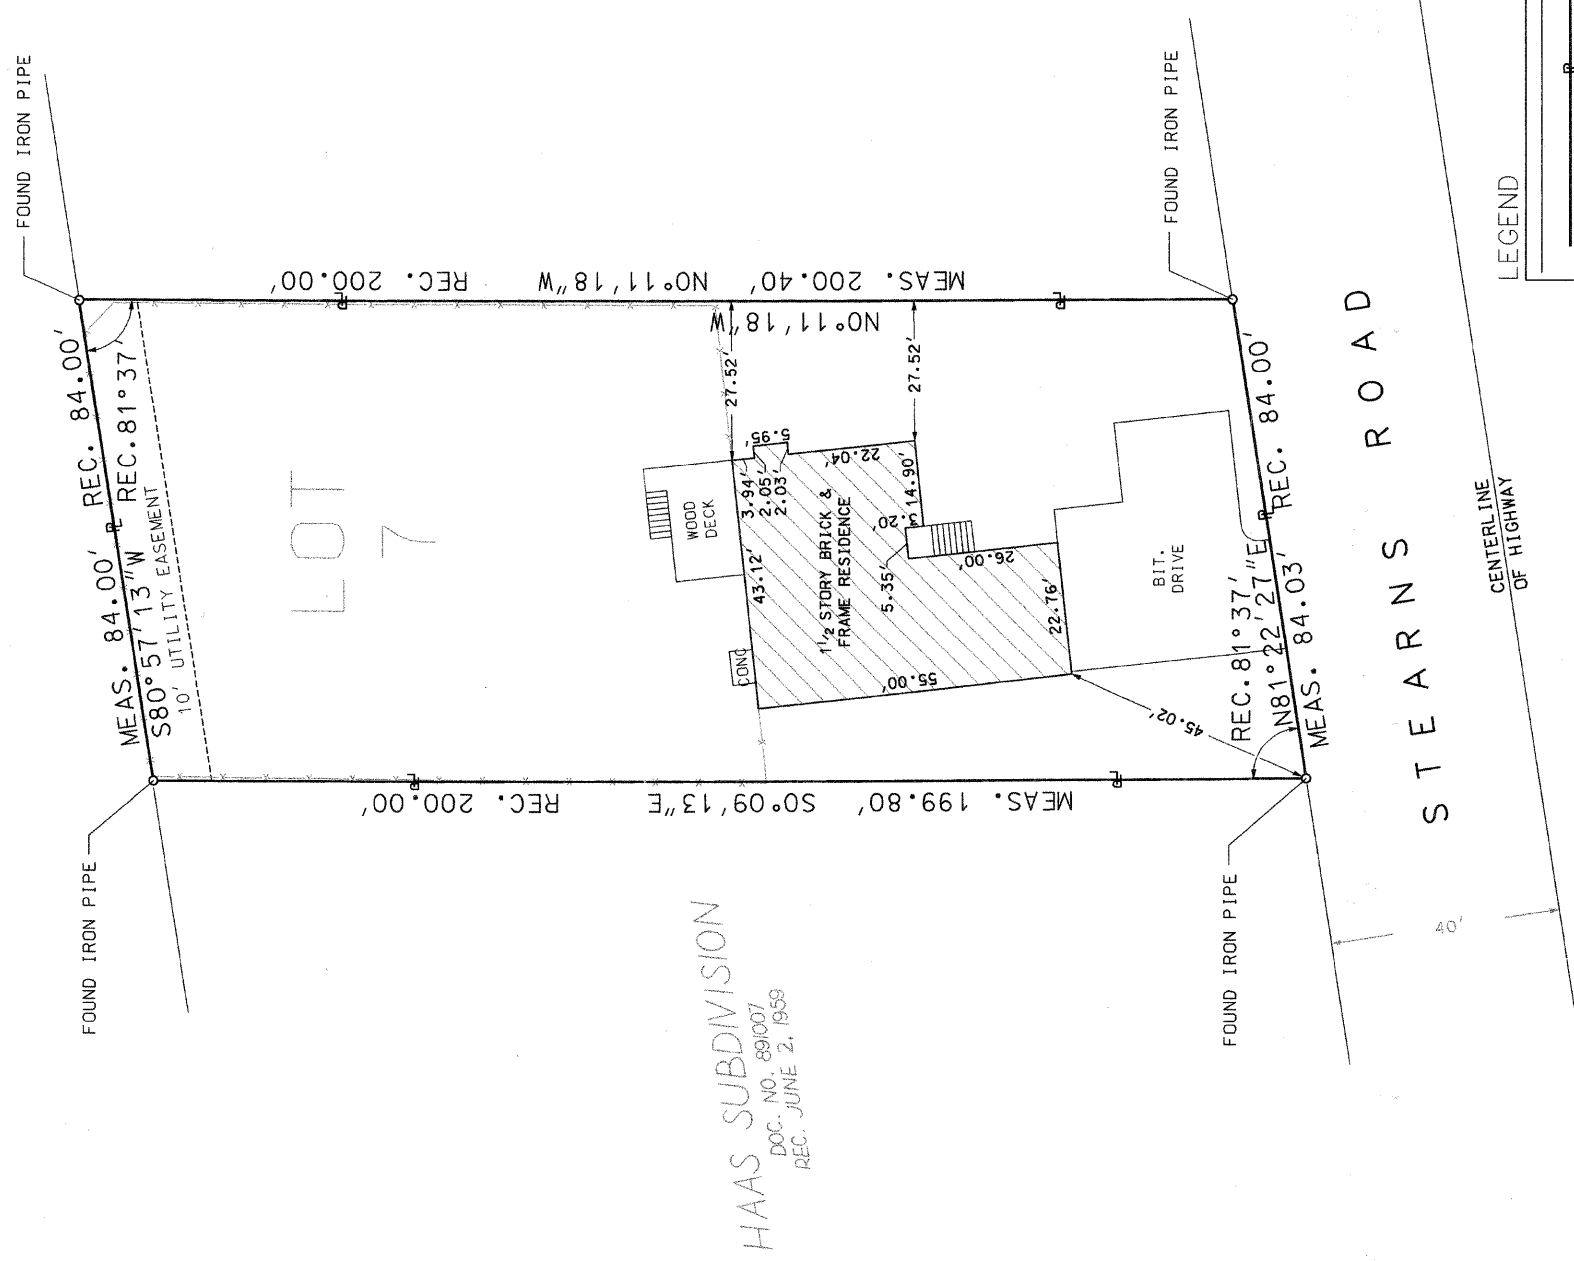 FOUND IRON PIPE
FOUND IRON PIPE
MEAS. 84.00' REC. 84.00'
S80°57'13"W REC.81°37'
10' UTILITY EASEMENT
LOT
7
MEAS. 200.40' N0°11'18"W REC. 200.00'
N0°11'18"W
27.52'
27.52'
WOOD
DECK
3.94'
2.05'
2.03'
5.95'
22.04'
14.90'
43.12'
1 1/2 STORY BRICK &
FRAME RESIDENCE
5.35'
26.00'
22.76'
55.00'
CONC
45.02'
BIT.
DRIVE
MEAS. 199.80' S0°09'13"E REC. 200.00'
FOUND IRON PIPE
FOUND IRON PIPE
REC.81°37'
N81°22'27"E REC. 84.00'
MEAS. 84.03'
STEARNS ROAD
CENTERLINE
OF HIGHWAY
40'
HAAS SUBDIVISION
DOC. NO. 891007
REC. JUNE 2, 1959
LEGEND